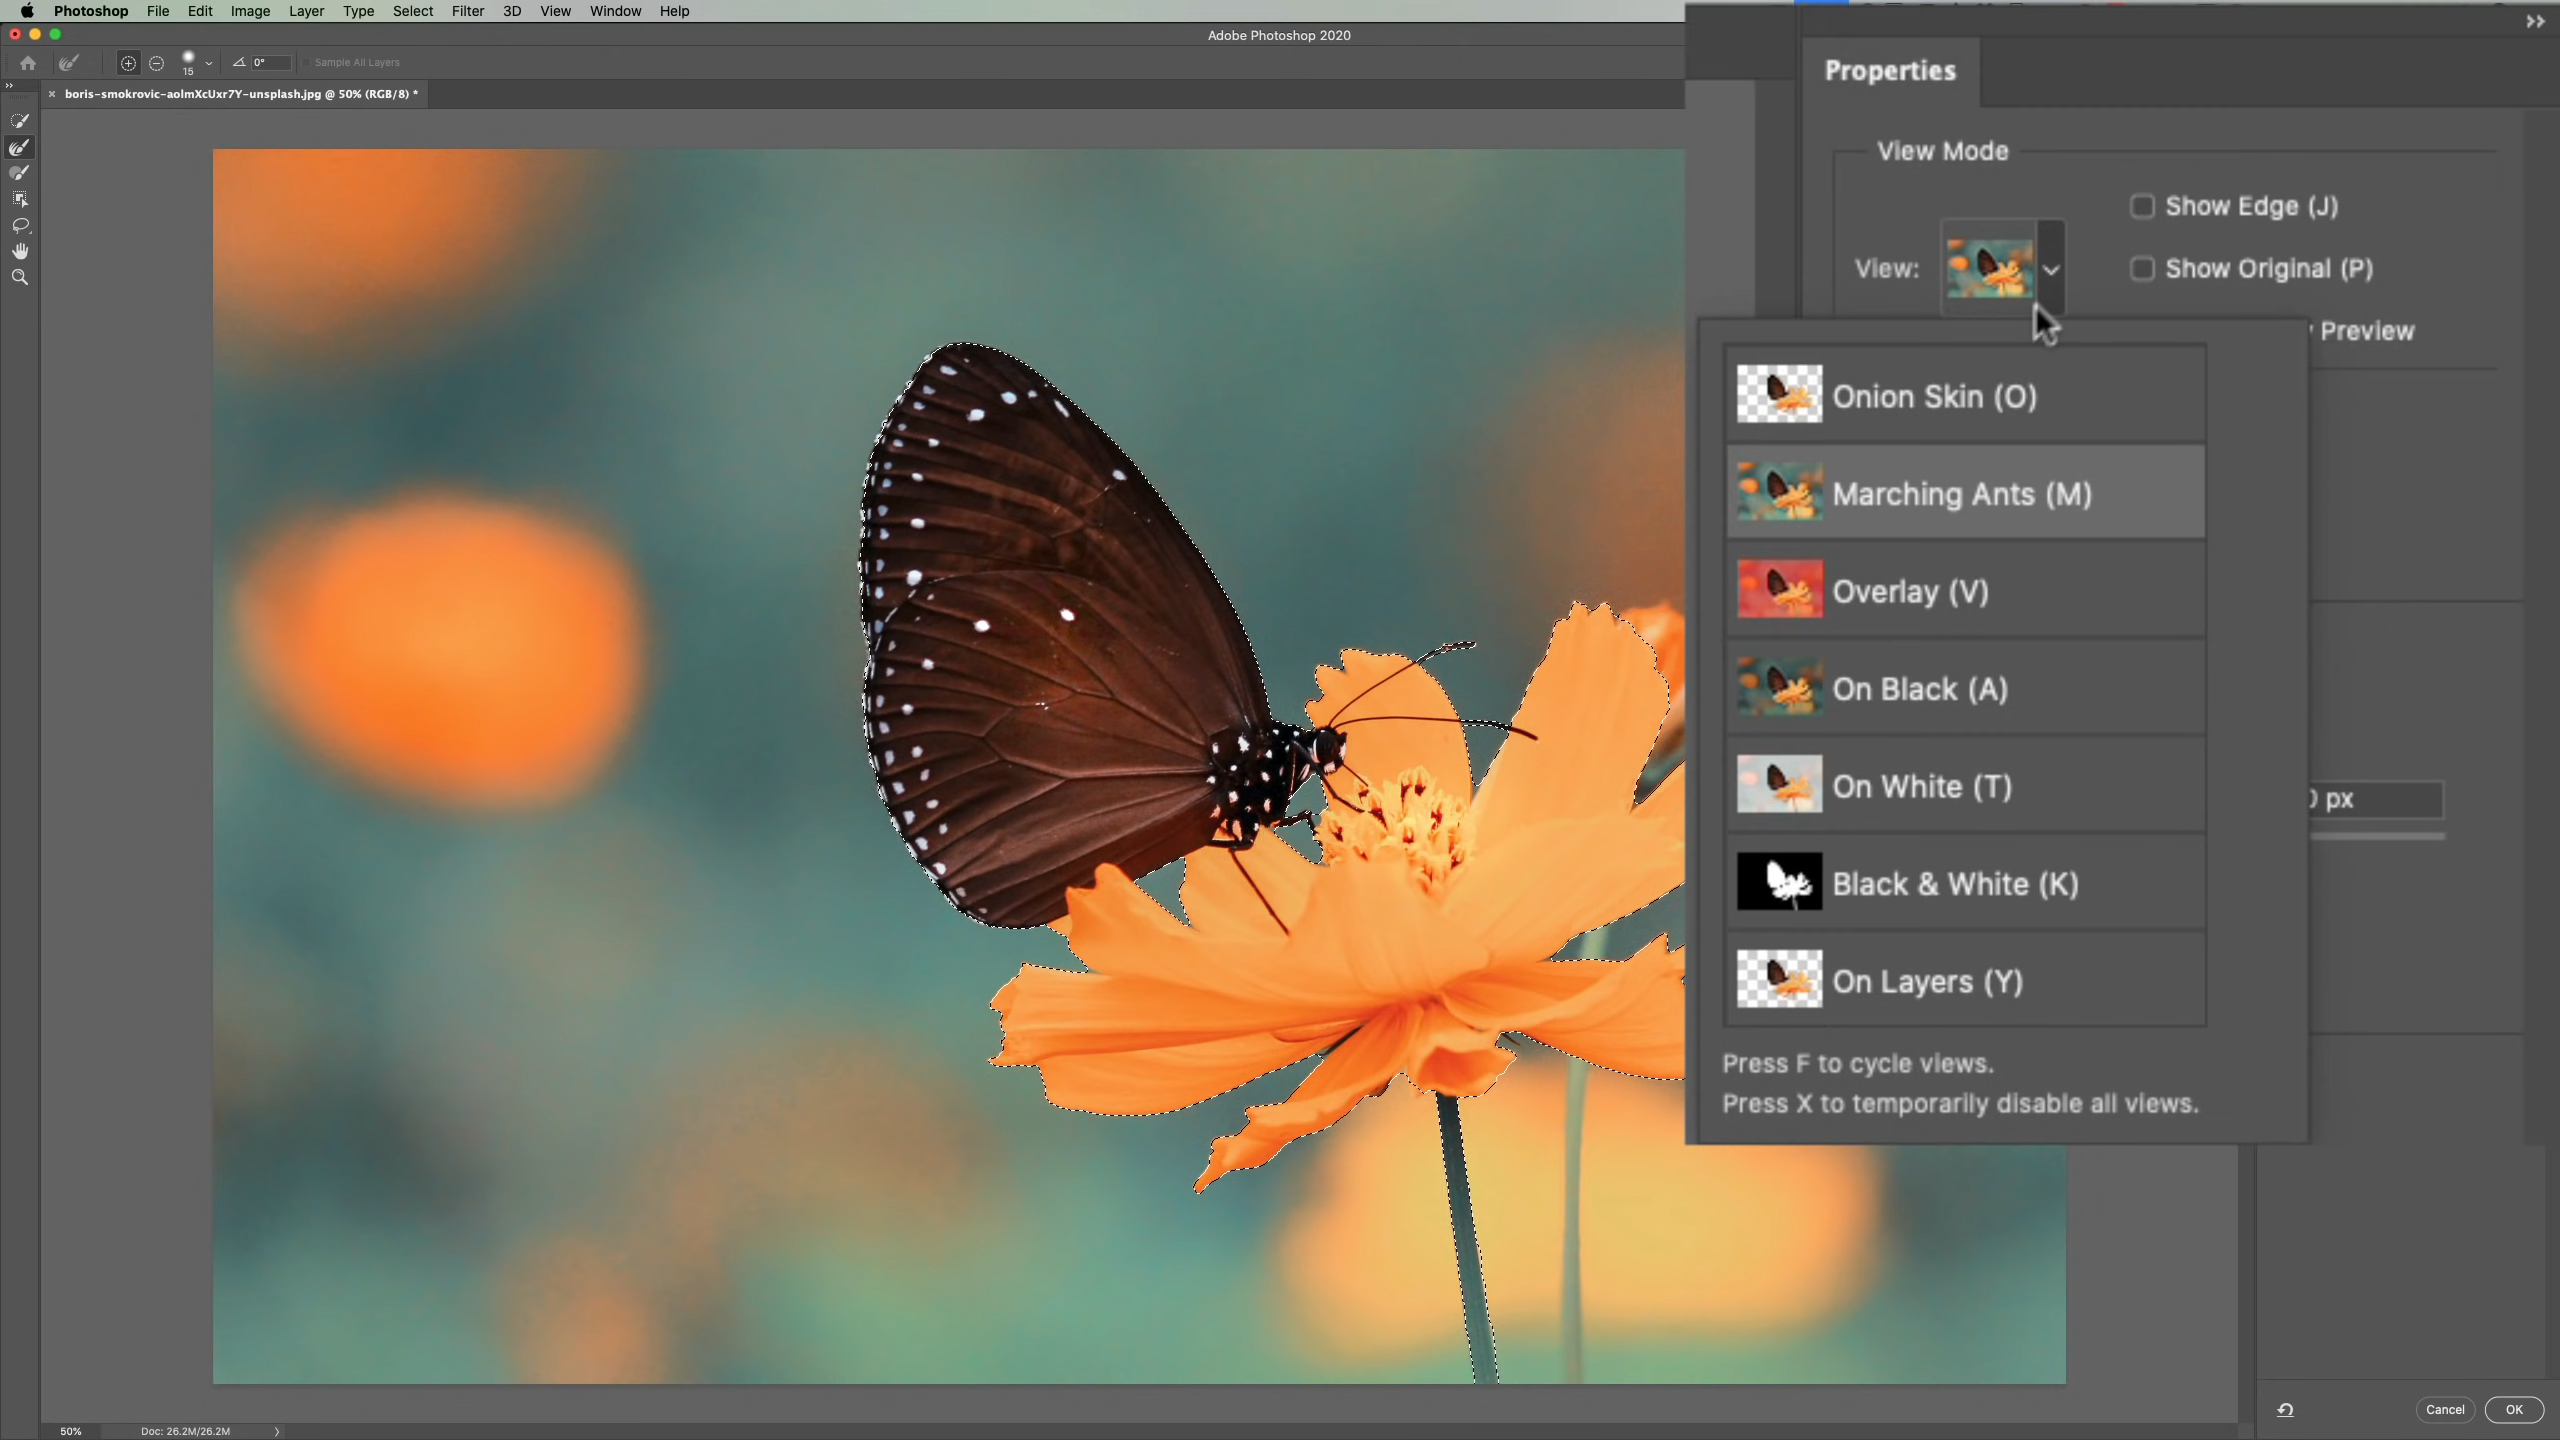 Photoshop File Edit Image Layer Type Select Filter 3D View Window Help
Adobe Photoshop 2020
15 0° Sample All Layers
boris-smokrovic-aolmXcUxr7Y-unsplash.jpg @ 50% (RGB/8) *
Properties
View Mode
Show Edge (J)
View:
Show Original (P)
Preview
Onion Skin (O)
Marching Ants (M)
Overlay (V)
On Black (A)
On White (T)
px
Black & White (K)
On Layers (Y)
Press F to cycle views.
Press X to temporarily disable all views.
Cancel OK
50% Doc: 26.2M/26.2M